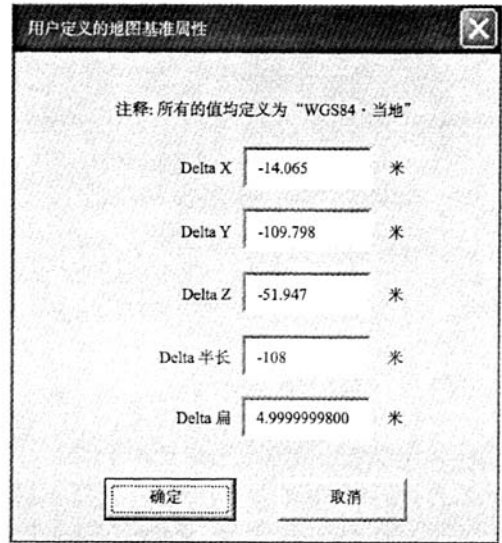 用户定义的地图基准属性
注释: 所有的值均定义为“WGS84·当地”
Delta X -14.065 米
Delta Y -109.798 米
Delta Z -51.947 米
Delta 半长 -108 米
Delta 扁 4.9999999800 米
确定 取消